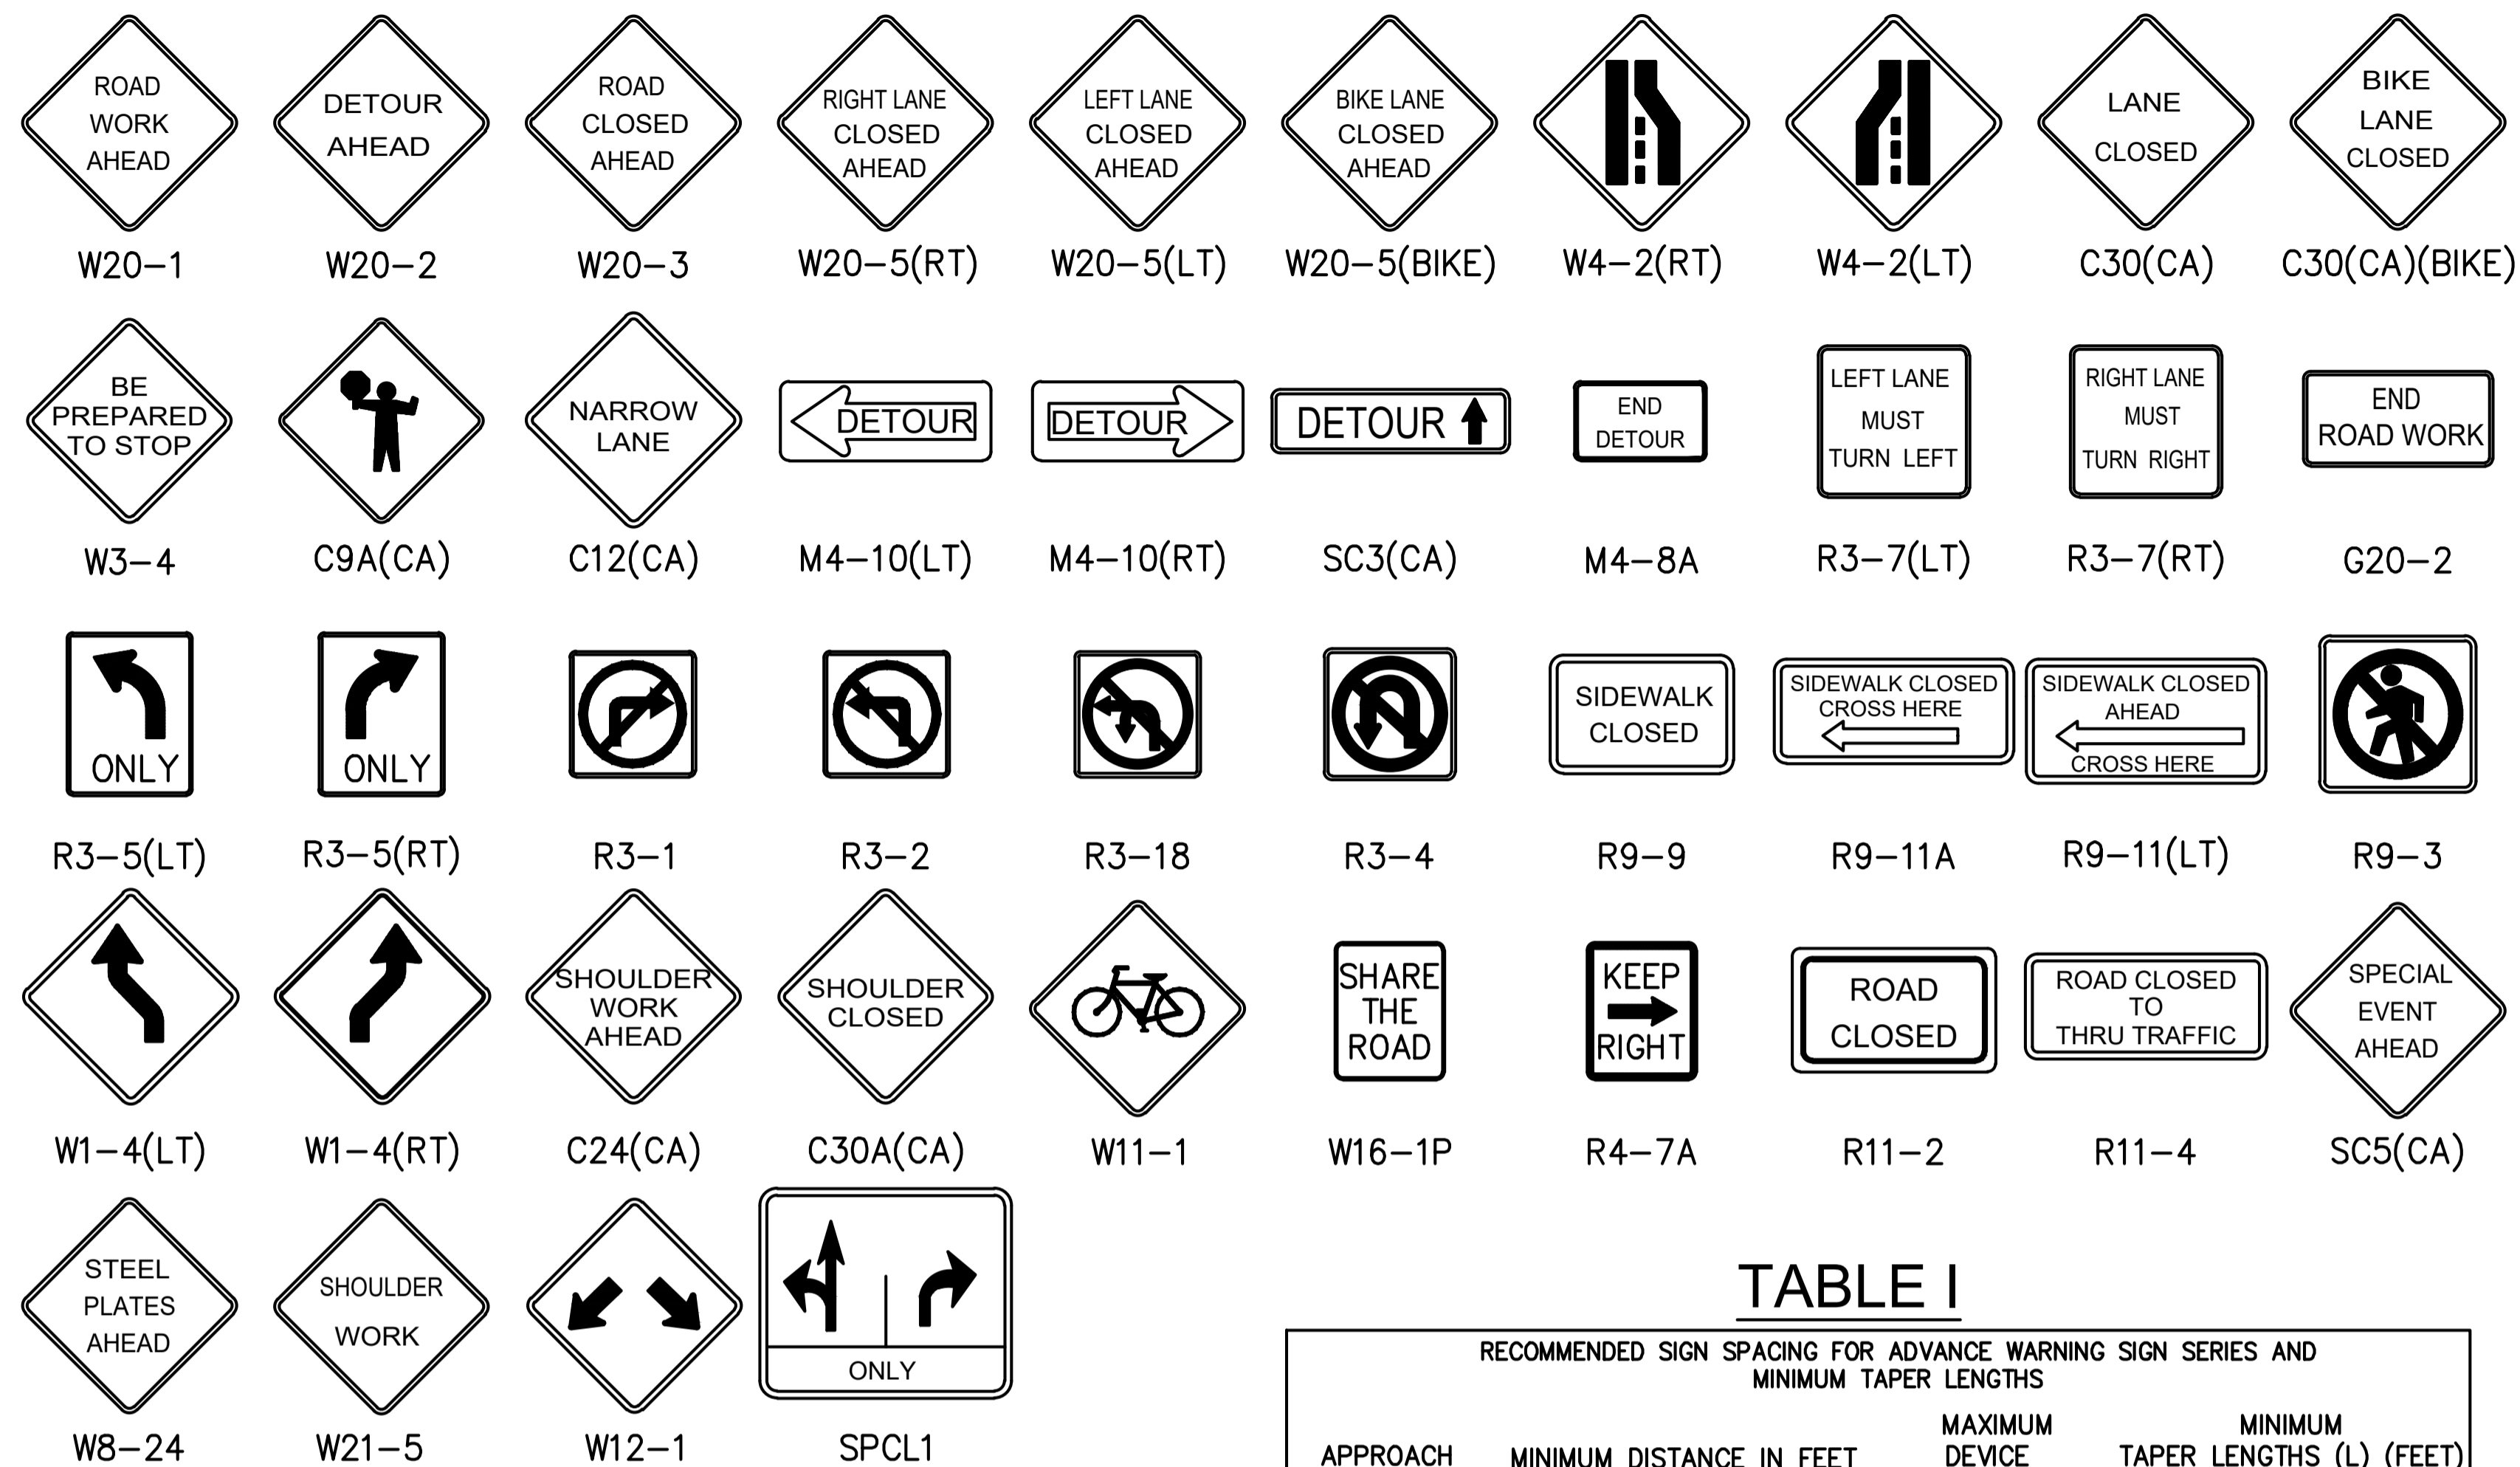 ROAD
WORK
AHEAD
W20-1
DETOUR
AHEAD
W20-2
ROAD
CLOSED
AHEAD
W20-3
RIGHT LANE
CLOSED
AHEAD
W20-5(RT)
LEFT LANE
CLOSED
AHEAD
W20-5(LT)
BIKE LANE
CLOSED
AHEAD
W20-5(BIKE)
W4-2(RT)
W4-2(LT)
LANE
CLOSED
C30(CA)
BIKE
LANE
CLOSED
C30(CA)(BIKE)
BE
PREPARED
TO STOP
W3-4
C9A(CA)
NARROW
LANE
C12(CA)
DETOUR
M4-10(LT)
DETOUR
M4-10(RT)
DETOUR
SC3(CA)
END
DETOUR
M4-8A
LEFT LANE
MUST
TURN LEFT
R3-7(LT)
RIGHT LANE
MUST
TURN RIGHT
R3-7(RT)
END
ROAD WORK
G20-2
ONLY
R3-5(LT)
ONLY
R3-5(RT)
R3-1
R3-2
R3-18
R3-4
SIDEWALK
CLOSED
R9-9
SIDEWALK CLOSED
CROSS HERE
R9-11A
SIDEWALK CLOSED
AHEAD
CROSS HERE
R9-11(LT)
R9-3
W1-4(LT)
W1-4(RT)
SHOULDER
WORK
AHEAD
C24(CA)
SHOULDER
CLOSED
C30A(CA)
W11-1
SHARE
THE
ROAD
W16-1P
KEEP
RIGHT
R4-7A
ROAD
CLOSED
R11-2
ROAD CLOSED
TO
THRU TRAFFIC
R11-4
SPECIAL
EVENT
AHEAD
SC5(CA)
STEEL
PLATES
AHEAD
W8-24
SHOULDER
WORK
W21-5
W12-1
ONLY
SPCL1
TABLE I
RECOMMENDED SIGN SPACING FOR ADVANCE WARNING SIGN SERIES AND
MINIMUM TAPER LENGTHS
APPROACH
MINIMUM DISTANCE IN FEET
MAXIMUM
DEVICE
MINIMUM
TAPER LENGTHS (L) (FEET)